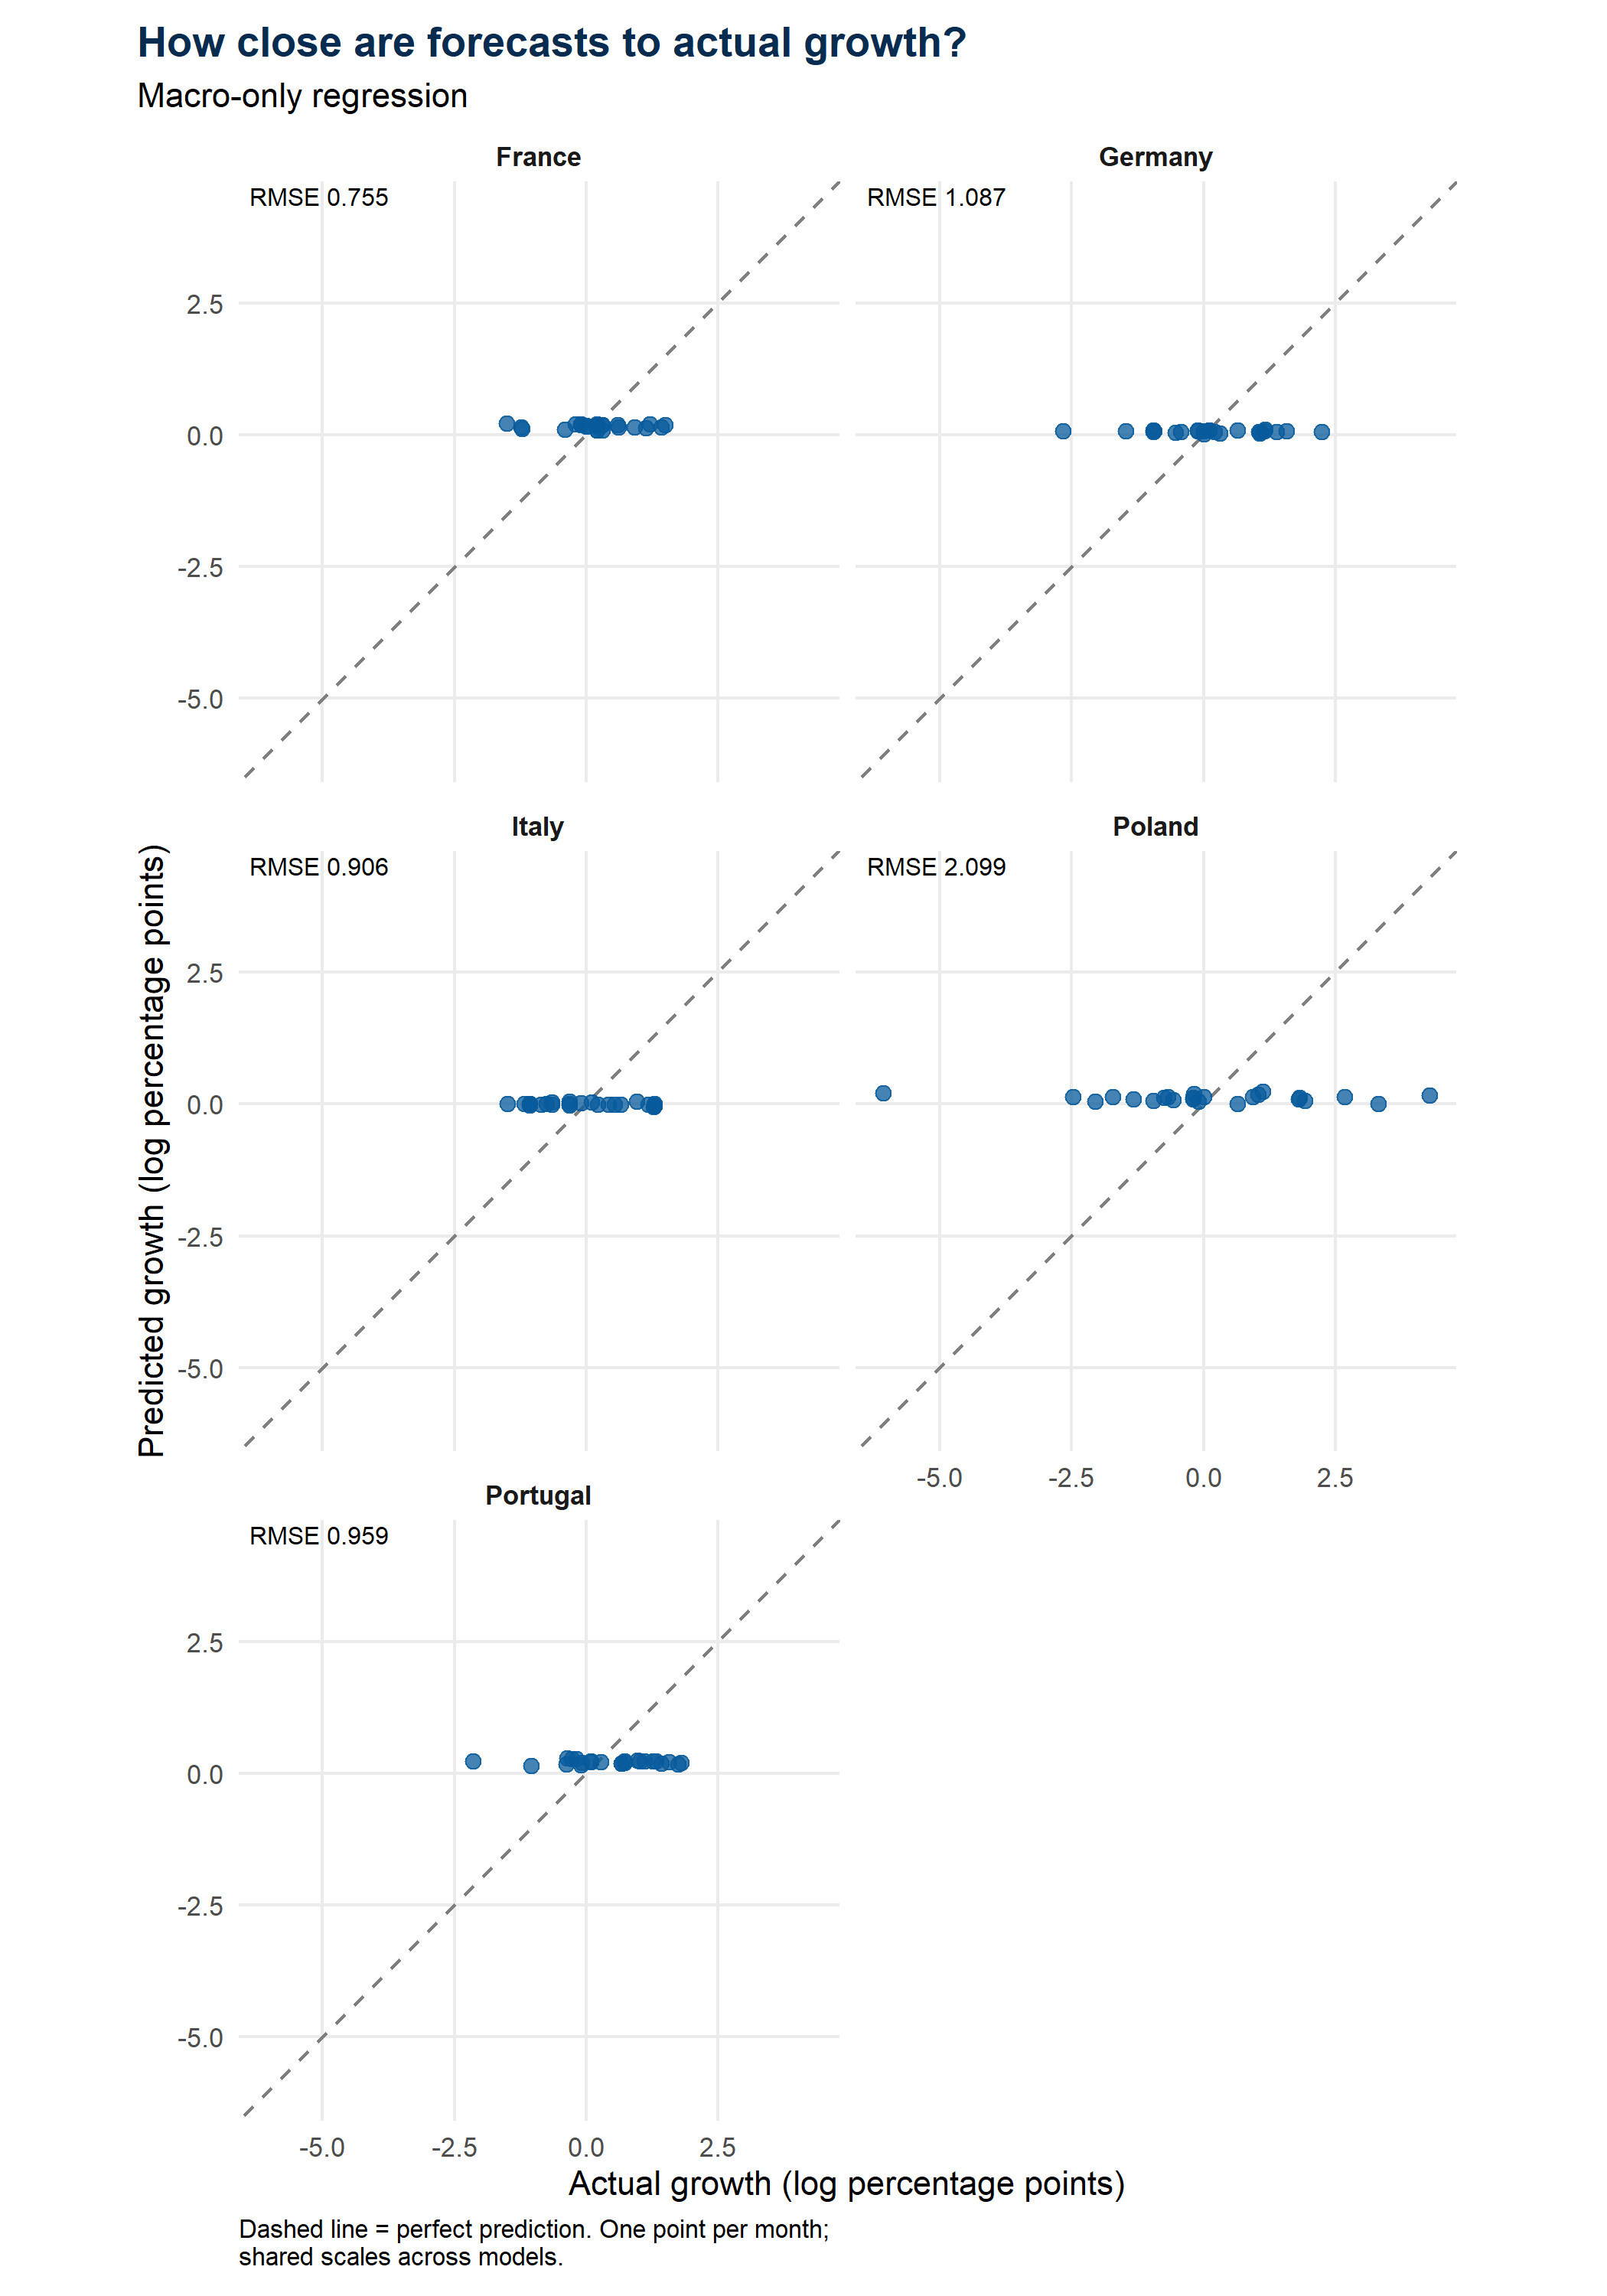 How close are forecasts to actual growth?
Macro-only regression
France
Germany
RMSE 0.755
RMSE 1.087
2.5
0.0
-2.5
-5.0
Italy
Poland
RMSE 0.906
RMSE 2.099
Predicted growth (log percentage points)
2.5
0.0
-2.5
-5.0
-5.0 -2.5 0.0 2.5
Portugal
RMSE 0.959
2.5
0.0
-2.5
-5.0
-5.0 -2.5 0.0 2.5
Actual growth (log percentage points)
Dashed line = perfect prediction. One point per month;
shared scales across models.